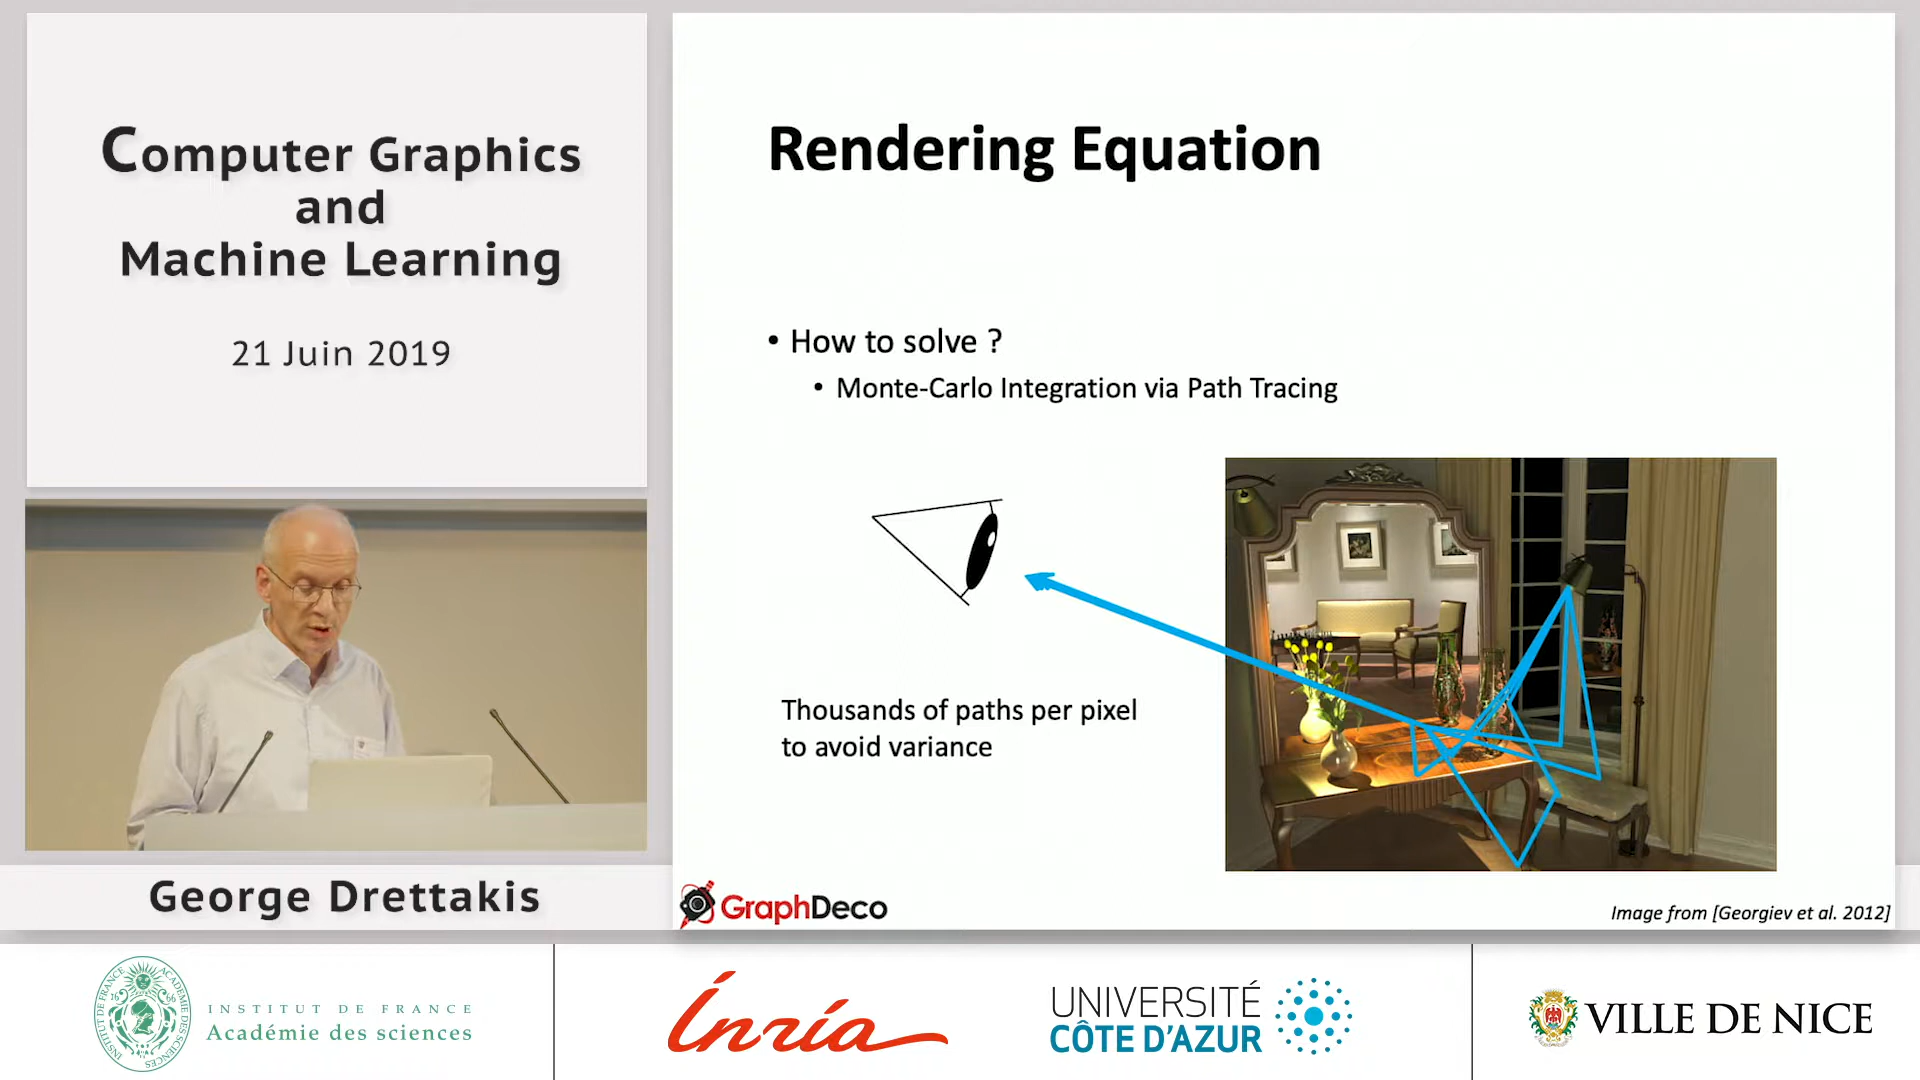 Computer Graphics
and
Machine Learning
21 Juin 2019
George Drettakis
Rendering Equation
• How to solve ?
• Monte-Carlo Integration via Path Tracing
Thousands of paths per pixel
to avoid variance
GraphDeco
Image from [Georgiev et al. 2012]
INSTITUT DE FRANCE
Académie des sciences
Inria
UNIVERSITÉ
CÔTE D'AZUR
VILLE DE NICE